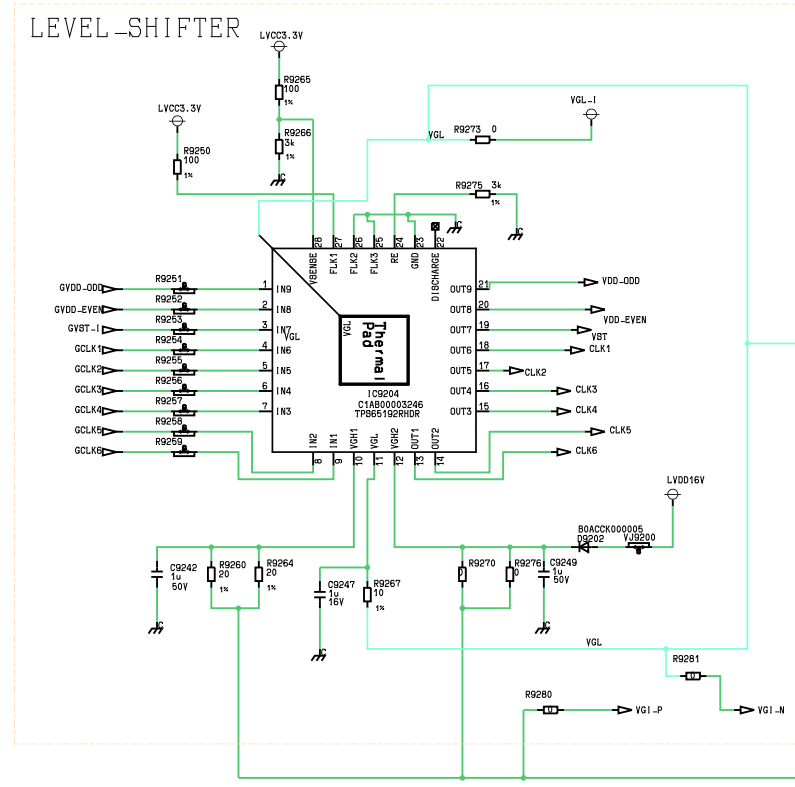 LEVEL_SHIFTER
LVCC3.3V
R9265
100
1%
LVCC3.3V
R9250
100
1%
R9266
3k
1%
C
VGL
R9273 0
VGL-I
R9275 3k
1%
C
C
28 27 26 25 24 23 22
VSENSE FLK1 FLK2 FLK3 RE GND DISCHARGE
GVDD-ODD R9251 1 IN9
GVDD-EVEN R9252 2 IN8
GVST-I R9253 3 IN7
VGL
GCLK1 R9254 4 IN6
GCLK2 R9255 5 IN5
GCLK3 R9256 6 IN4
GCLK4 R9257 7 IN3
GCLK5 R9258
GCLK6 R9259
VGL
Thermal
Pad
IC9204
C1AB00003246
TPB65192RHDR
OUT9 21 VDD-ODD
OUT8 20 VDD-EVEN
OUT7 19 VST
OUT6 18 CLK1
OUT5 17 CLK2
OUT4 16 CLK3
OUT3 15 CLK4
CLK5
CLK6
IN2 IN1 VGH1 VGL VGH2 OUT1 OUT2
8 9 10 11 12 13 14
LVDD16V
B0ACCK000005
D9202
VJ9200
C9242
1u
50V
C
R9260
20
1%
R9264
20
1%
C9247
1u
16V
C
R9267
10
1%
R9270
0
R9276
0
C9249
1u
50V
C
VGL
R9281
0
VGI-N
R9280
0
VGI-P